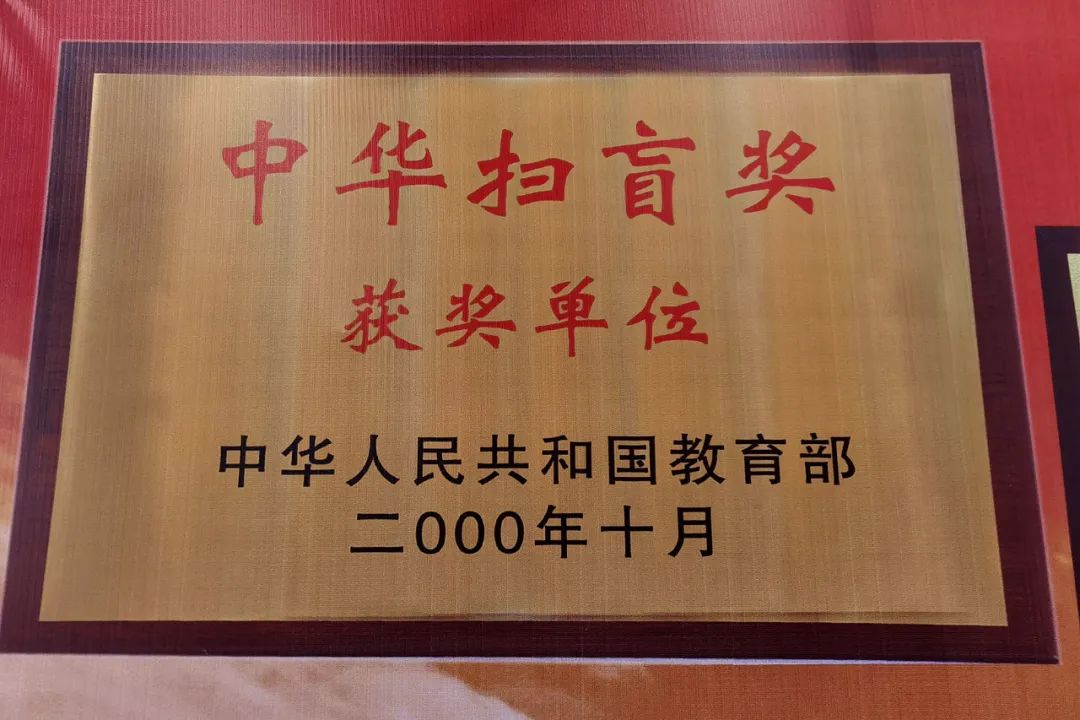 中华扫盲奖
获奖单位
中华人民共和国教育部
二000年十月